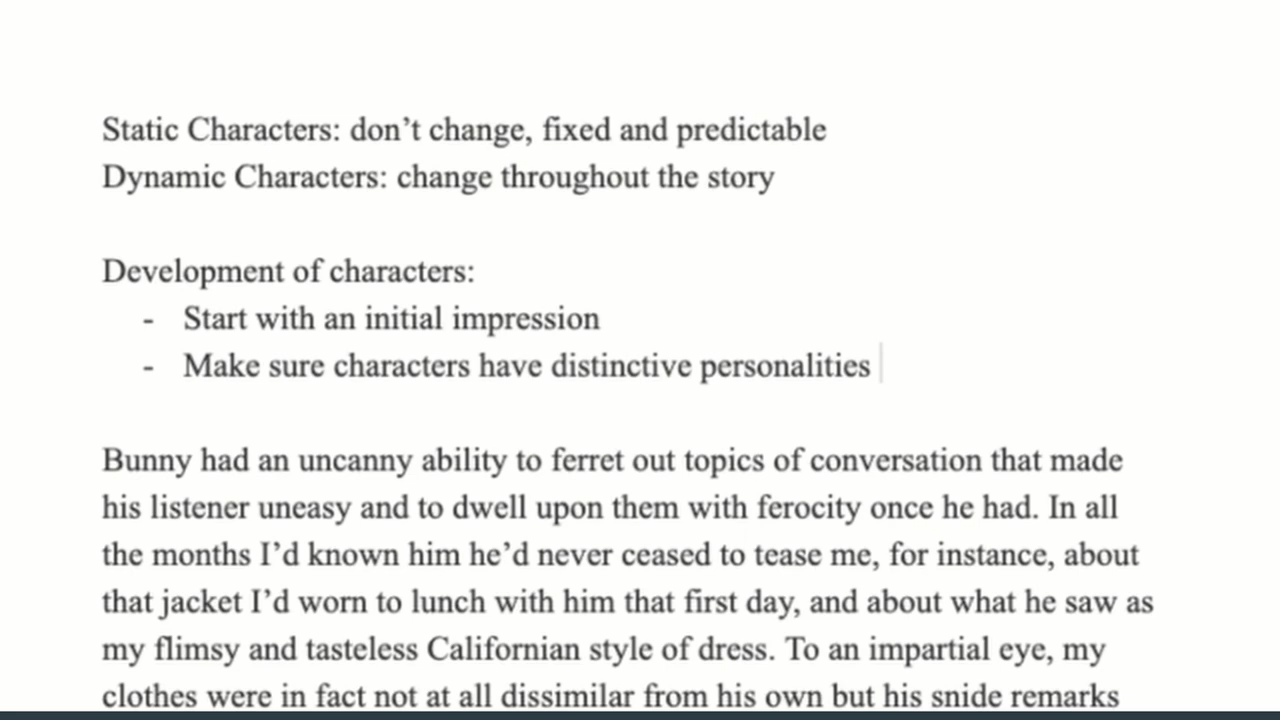 Static Characters: don’t change, fixed and predictable
Dynamic Characters: change throughout the story
Development of characters:
- Start with an initial impression
- Make sure characters have distinctive personalities
Bunny had an uncanny ability to ferret out topics of conversation that made
his listener uneasy and to dwell upon them with ferocity once he had. In all
the months I’d known him he’d never ceased to tease me, for instance, about
that jacket I’d worn to lunch with him that first day, and about what he saw as
my flimsy and tasteless Californian style of dress. To an impartial eye, my
clothes were in fact not at all dissimilar from his own but his snide remarks